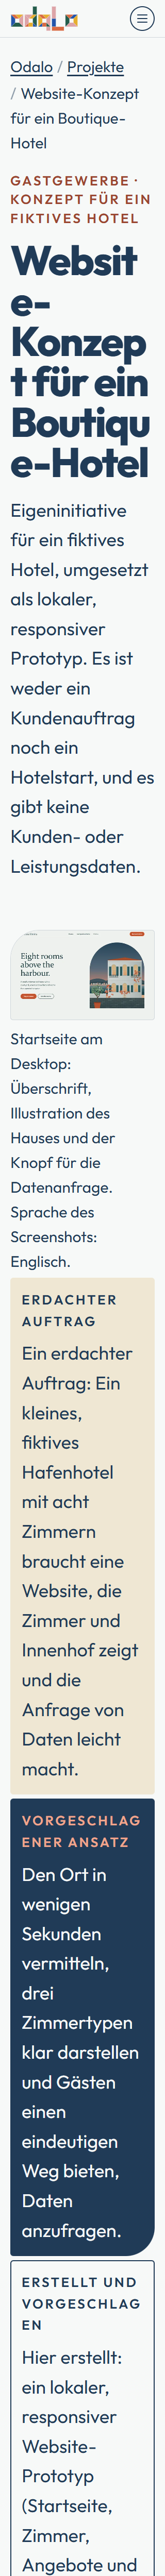 odalo
Odalo / Projekte
/ Website-Konzept
für ein Boutique-
Hotel
GASTGEWERBE ·
KONZEPT FÜR EIN
FIKTIVES HOTEL
Websit
e-
Konzep
t für ein
Boutiqu
e-Hotel
Eigeninitiative
für ein fiktives
Hotel, umgesetzt
als lokaler,
responsiver
Prototyp. Es ist
weder ein
Kundenauftrag
noch ein
Hotelstart, und es
gibt keine
Kunden- oder
Leistungsdaten.
Eight rooms
above the
harbour.
Startseite am
Desktop:
Überschrift,
Illustration des
Hauses und der
Knopf für die
Datenanfrage.
Sprache des
Screenshots:
Englisch.
ERDACHTER
AUFTRAG
Ein erdachter
Auftrag: Ein
kleines,
fiktives
Hafenhotel
mit acht
Zimmern
braucht eine
Website, die
Zimmer und
Innenhof zeigt
und die
Anfrage von
Daten leicht
macht.
VORGESCHLAG
ENER ANSATZ
Den Ort in
wenigen
Sekunden
vermitteln,
drei
Zimmertypen
klar darstellen
und Gästen
einen
eindeutigen
Weg bieten,
Daten
anzufragen.
ERSTELLT UND
VORGESCHLAG
EN
Hier erstellt:
ein lokaler,
responsiver
Website-
Prototyp
(Startseite,
Zimmer,
Angebote und